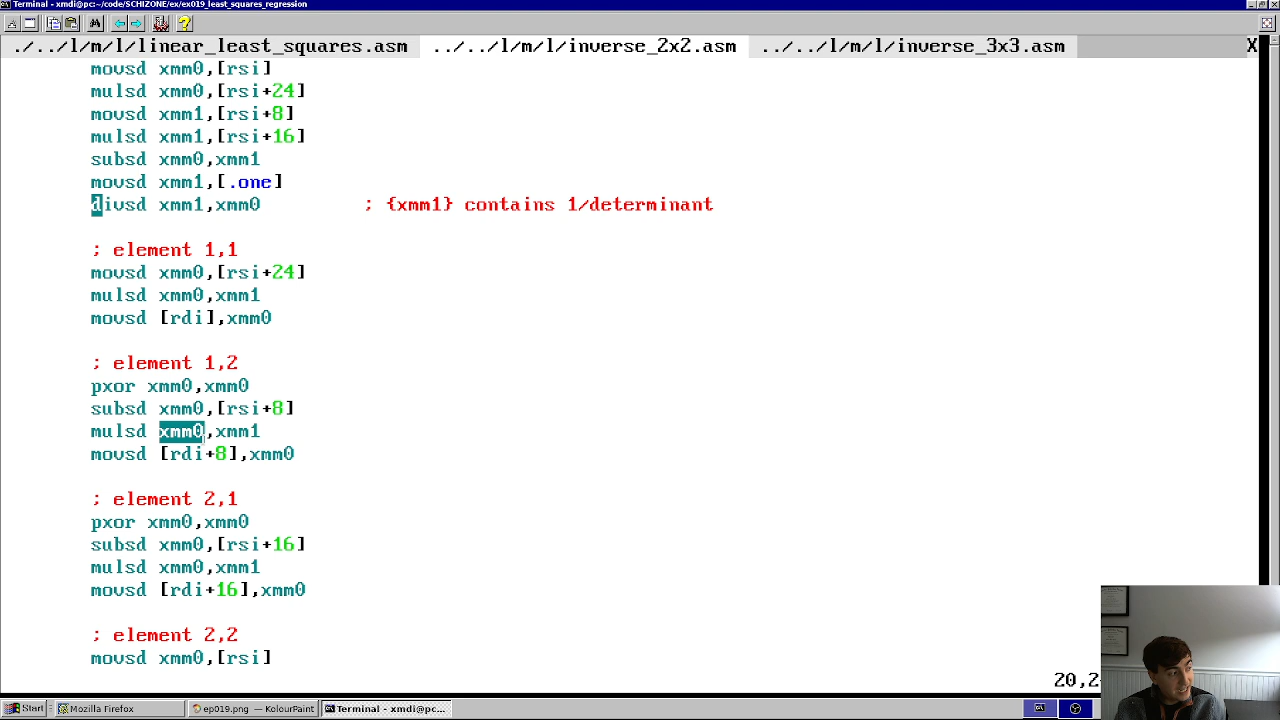 Terminal - xmdi@pc:~/code/SCHIZONE/ex/ex019_least_squares_regression
./../l/m/l/linear_least_squares.asm ../../l/m/l/inverse_2x2.asm ../../l/m/l/inverse_3x3.asm X
movsd xmm0,[rsi]
mulsd xmm0,[rsi+24]
movsd xmm1,[rsi+8]
mulsd xmm1,[rsi+16]
subsd xmm0,xmm1
movsd xmm1,[.one]
divsd xmm1,xmm0 ; {xmm1} contains 1/determinant
; element 1,1
movsd xmm0,[rsi+24]
mulsd xmm0,xmm1
movsd [rdi],xmm0
; element 1,2
pxor xmm0,xmm0
subsd xmm0,[rsi+8]
mulsd xmm0,xmm1
movsd [rdi+8],xmm0
; element 2,1
pxor xmm0,xmm0
subsd xmm0,[rsi+16]
mulsd xmm0,xmm1
movsd [rdi+16],xmm0
; element 2,2
movsd xmm0,[rsi]
20,2
Start Mozilla Firefox ep019.png — KolourPaint Terminal - xmdi@pc...